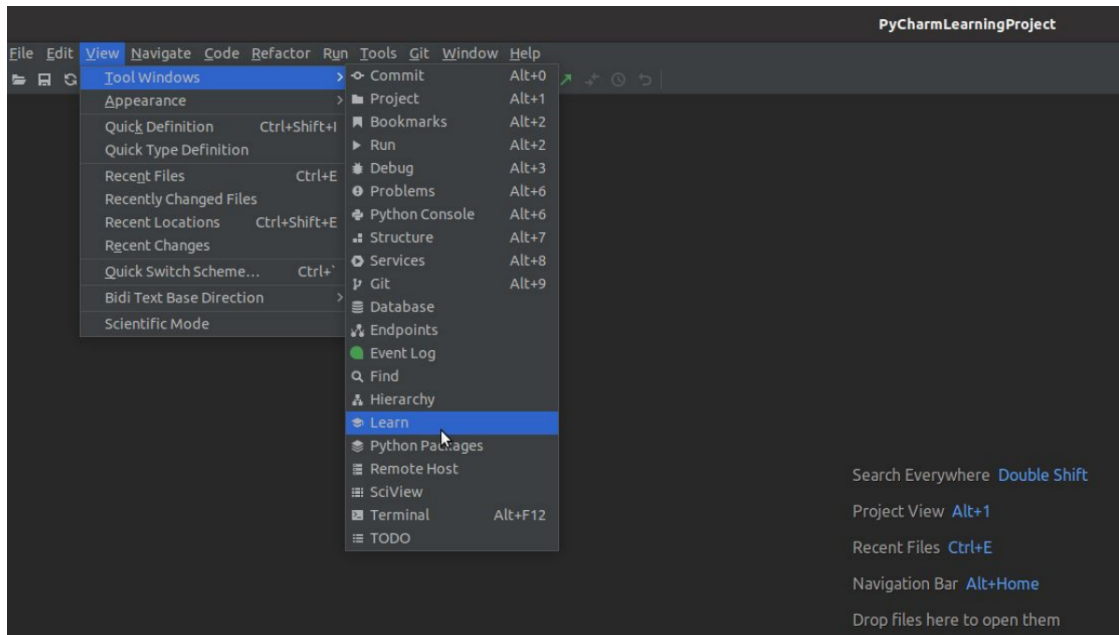 PyCharmLearningProject
File Edit View Navigate Code Refactor Run Tools Git Window Help
Tool Windows
Appearance
Quick Definition Ctrl+Shift+I
Quick Type Definition
Recent Files Ctrl+E
Recently Changed Files
Recent Locations Ctrl+Shift+E
Recent Changes
Quick Switch Scheme... Ctrl+`
Bidi Text Base Direction
Scientific Mode
Commit Alt+0
Project Alt+1
Bookmarks Alt+2
Run Alt+2
Debug Alt+3
Problems Alt+6
Python Console Alt+6
Structure Alt+7
Services Alt+8
Git Alt+9
Database
Endpoints
Event Log
Find
Hierarchy
Learn
Python Packages
Remote Host
SciView
Terminal Alt+F12
TODO
Search Everywhere Double Shift
Project View Alt+1
Recent Files Ctrl+E
Navigation Bar Alt+Home
Drop files here to open them